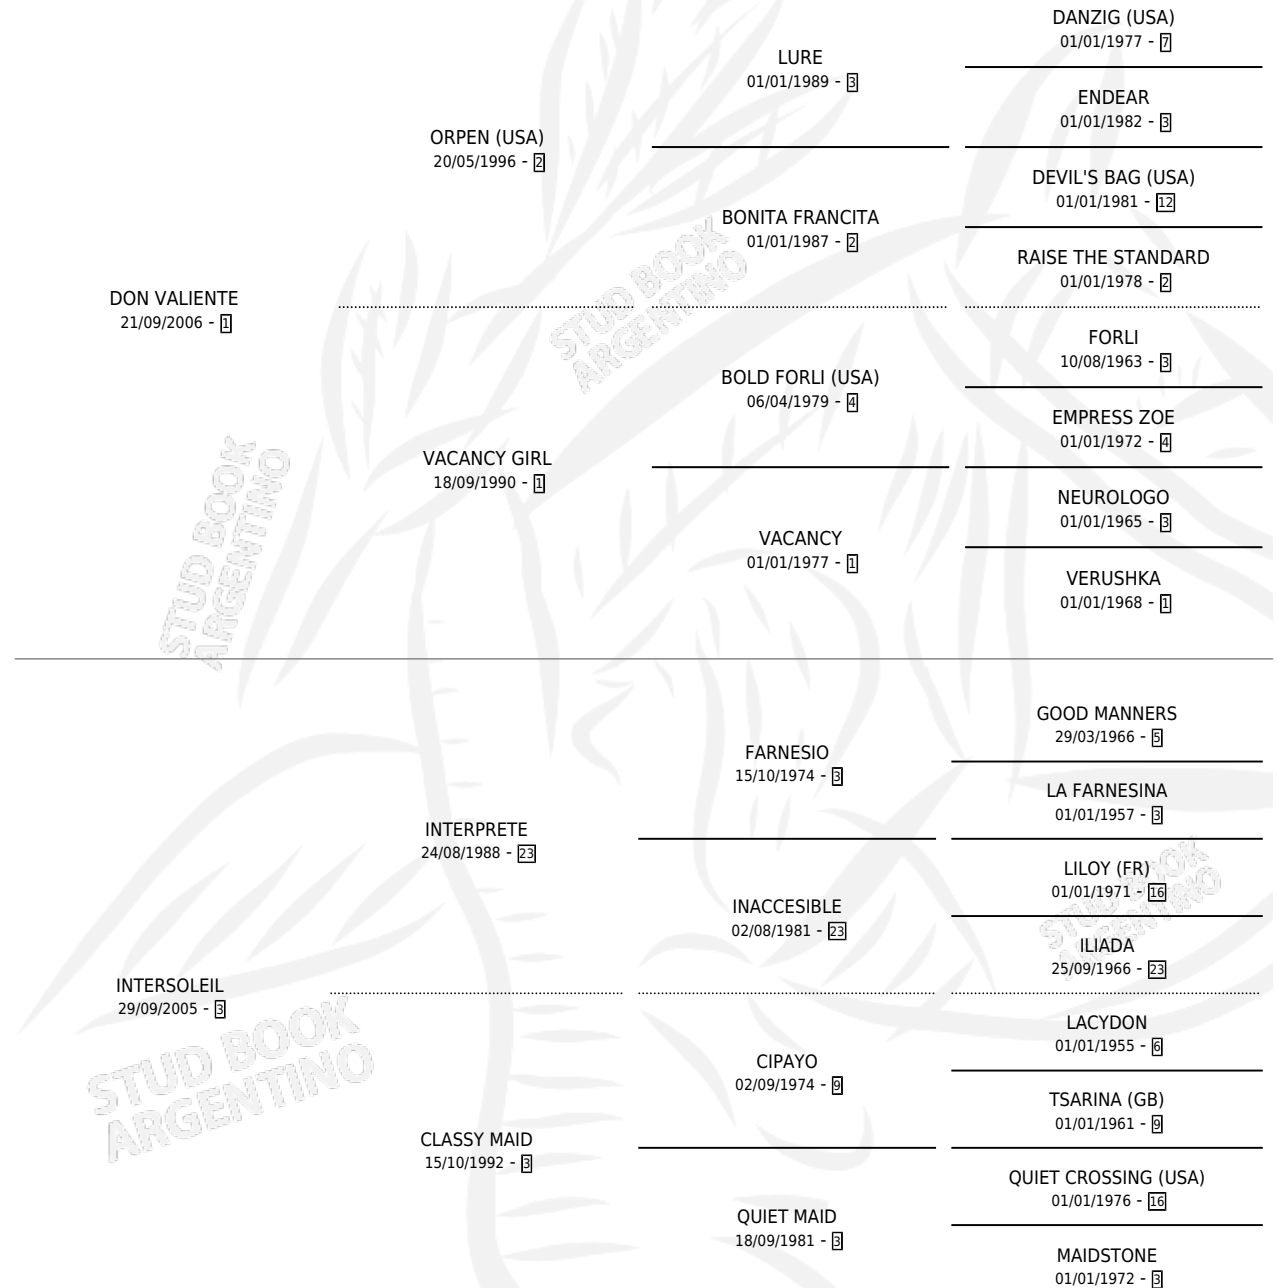 DANZIG (USA)
01/01/1977 - 7
LURE
01/01/1989 - 3
ENDEAR
01/01/1982 - 3
ORPEN (USA)
20/05/1996 - 2
DEVIL'S BAG (USA)
01/01/1981 - 12
BONITA FRANCITA
01/01/1987 - 2
RAISE THE STANDARD
01/01/1978 - 2
DON VALIENTE
21/09/2006 - 1
STUD BOOK
ARGENTINO
FORLI
10/08/1963 - 3
BOLD FORLI (USA)
06/04/1979 - 4
EMPRESS ZOE
01/01/1972 - 4
VACANCY GIRL
18/09/1990 - 1
NEUROLOGO
01/01/1965 - 3
VACANCY
01/01/1977 - 1
VERUSHKA
01/01/1968 - 1
STUD BOOK
ARGENTINO
GOOD MANNERS
29/03/1966 - 5
FARNESIO
15/10/1974 - 3
LA FARNESINA
01/01/1957 - 3
INTERPRETE
24/08/1988 - 23
LILOY (FR)
01/01/1971 - 16
INACCESIBLE
02/08/1981 - 23
STUD BOOK
ARGENTINO
ILIADA
25/09/1966 - 23
INTERSOLEIL
29/09/2005 - 3
STUD BOOK
ARGENTINO
LACYDON
01/01/1955 - 6
CIPAYO
02/09/1974 - 9
TSARINA (GB)
01/01/1961 - 9
CLASSY MAID
15/10/1992 - 3
QUIET CROSSING (USA)
01/01/1976 - 16
QUIET MAID
18/09/1981 - 3
MAIDSTONE
01/01/1972 - 3